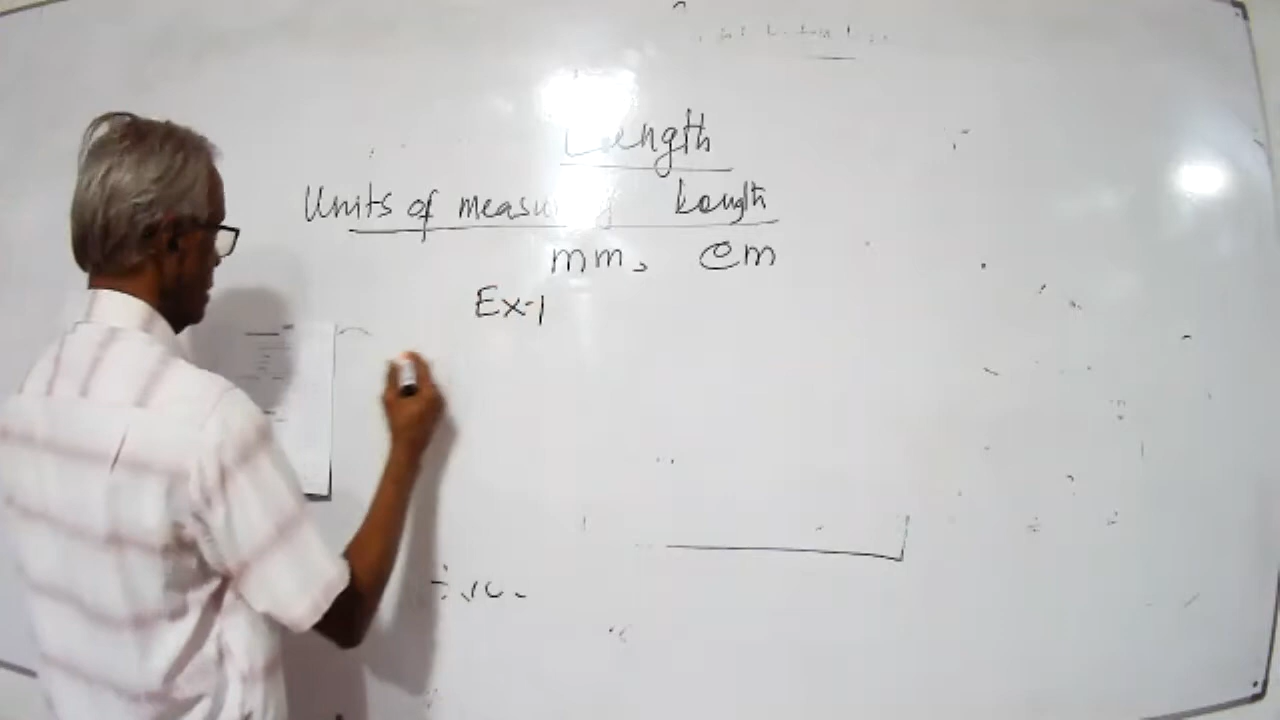 Length
Units of measuring Length
mm, cm
Ex-1